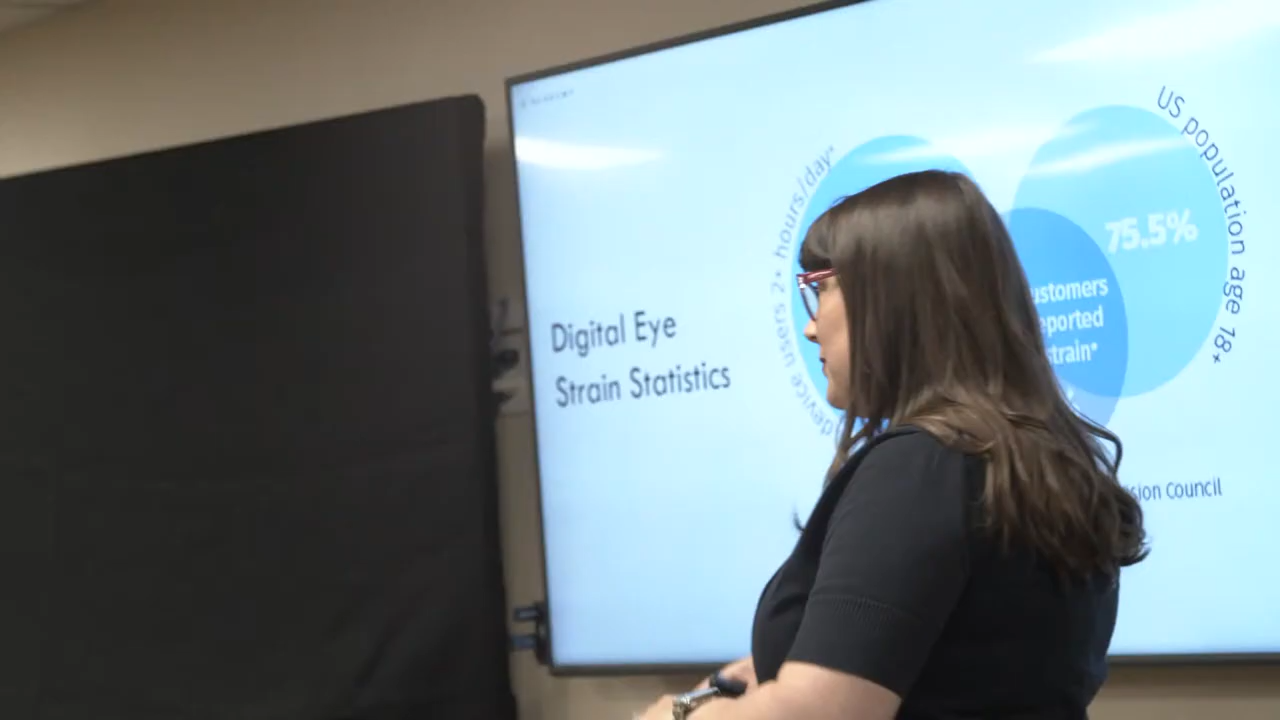 Digital Eye
Strain Statistics
device users 2+ hours/day*
US population age 18+
75.5%
ustomers
eported
strain*
sion Council